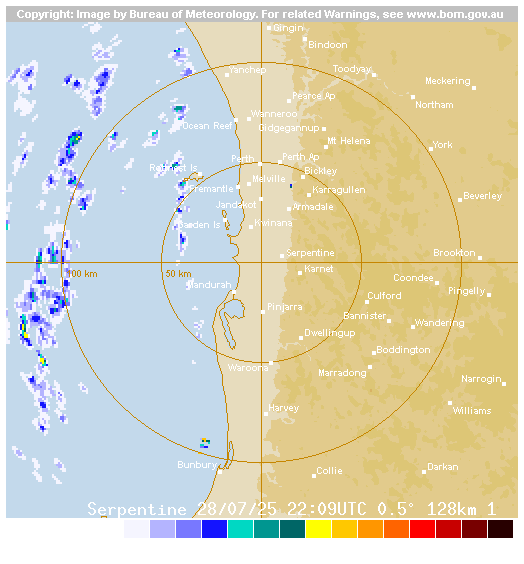 Copyright: Image by Bureau of Meteorology. For related Warnings, see www.bom.gov.au
Gingin
Bindoon
Yanchep
Toodyay
Meckering
Pearce Ap
Northam
Wanneroo
Ocean Reef
Gidgegannup
Mt Helena
York
Perth
Perth Ap
Bickley
Melville
Fremantle
Karragullen
Beverley
Jandakot
Armadale
Garden Is
Kwinana
Serpentine
Brookton
100 km
50 km
Karnet
Coondee
Mandurah
Pingelly
Culford
Pinjarra
Bannister
Wandering
Dwellingup
Boddington
Waroona
Marradong
Narrogin
Harvey
Williams
Bunbury
Collie
Darkan
Serpentine 28/07/25 22:09UTC 0.5° 128km 1